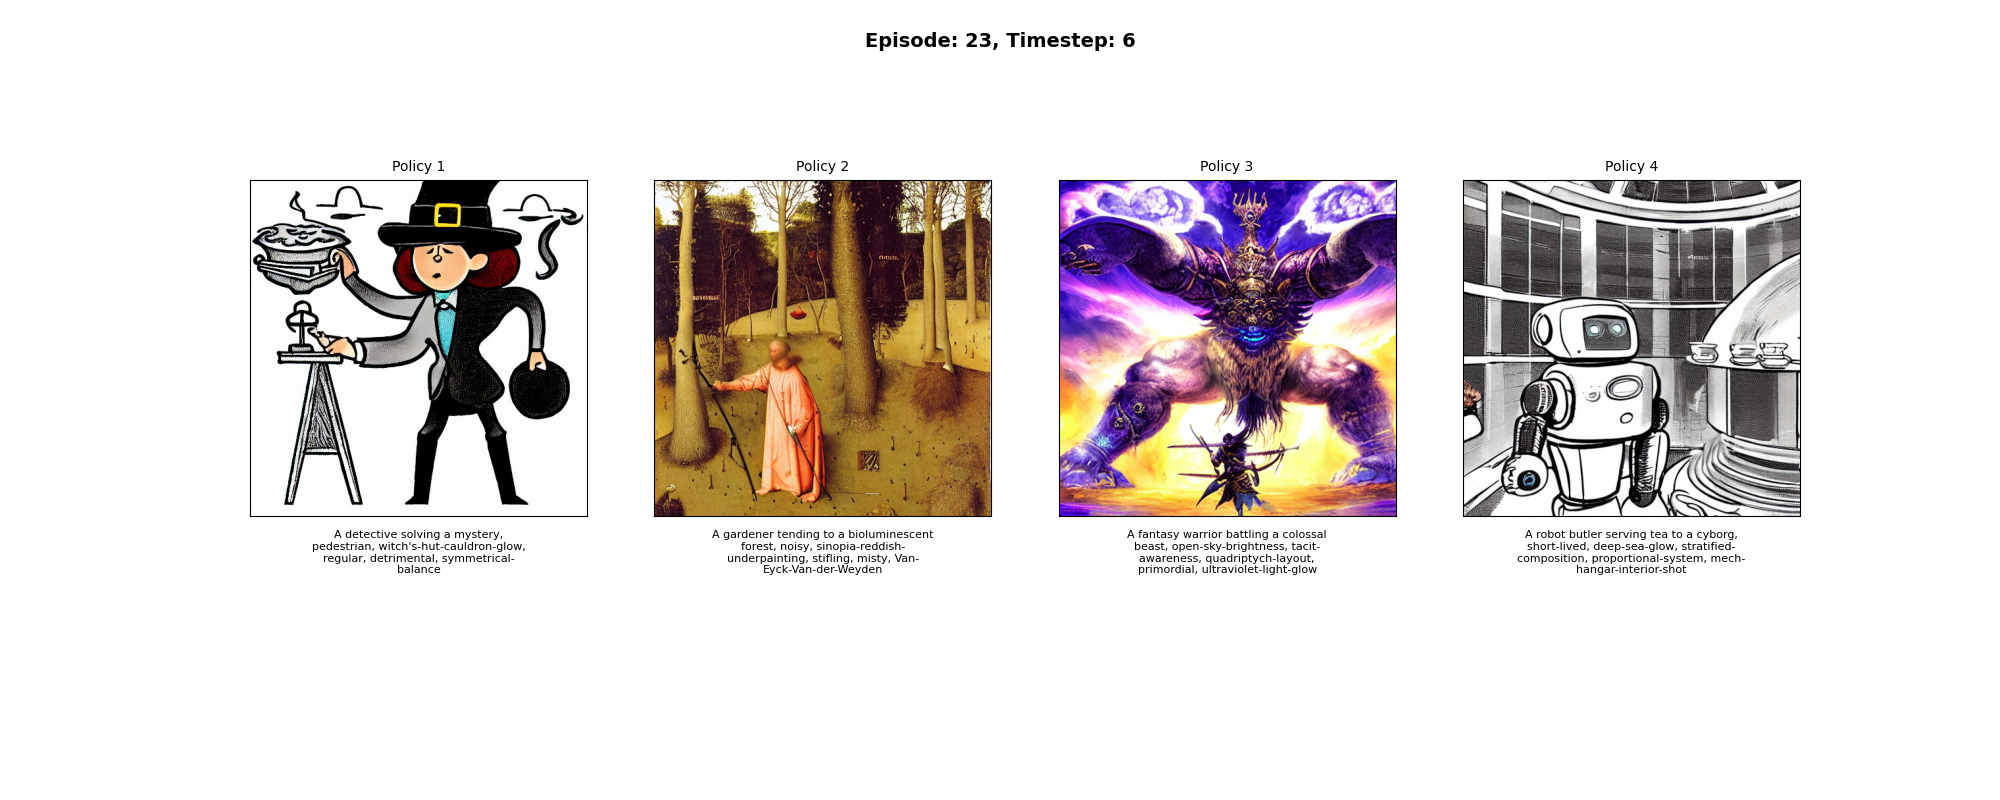 Episode: 23, Timestep: 6
Policy 1
Policy 2
Policy 3
Policy 4
A detective solving a mystery,
pedestrian, witch's-hut-cauldron-glow,
regular, detrimental, symmetrical-
balance
A gardener tending to a bioluminescent
forest, noisy, sinopia-reddish-
underpainting, stifling, misty, Van-
Eyck-Van-der-Weyden
A fantasy warrior battling a colossal
beast, open-sky-brightness, tacit-
awareness, quadriptych-layout,
primordial, ultraviolet-light-glow
A robot butler serving tea to a cyborg,
short-lived, deep-sea-glow, stratified-
composition, proportional-system, mech-
hangar-interior-shot